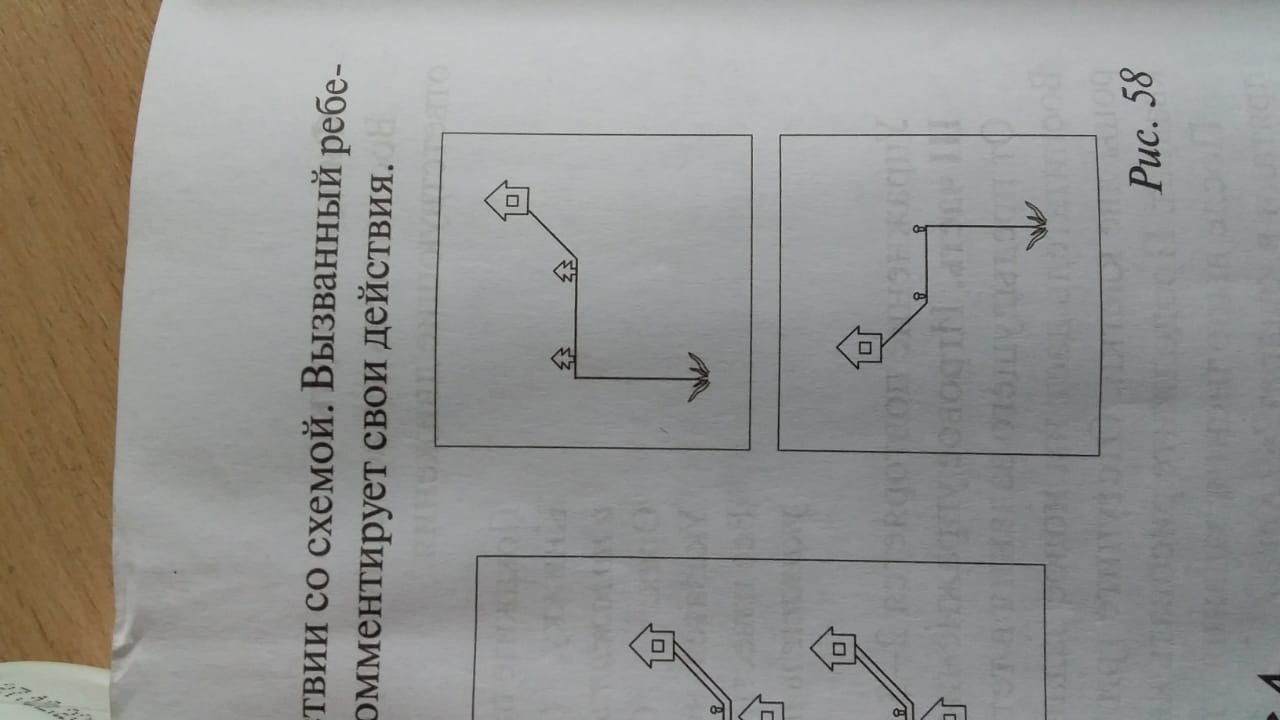 ствии со схемой. Вызванный ребе-
омментирует свои действия.
Рис. 58